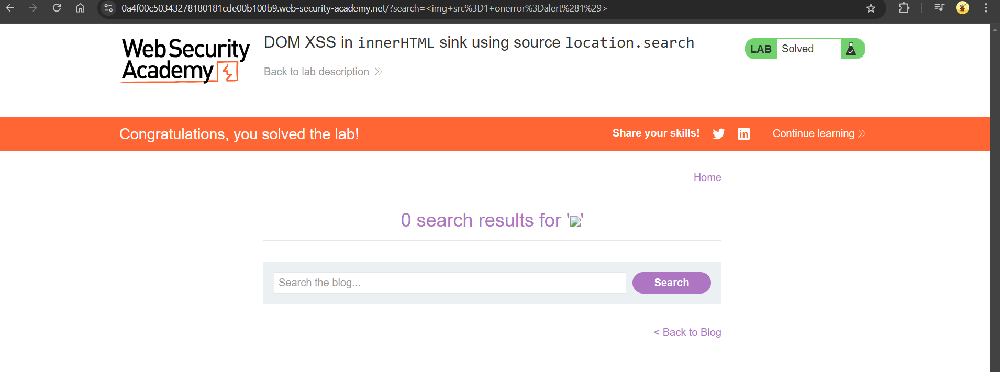 0a4f00c50343278180181cde00b100b9.web-security-academy.net/?search=<img+src%3D1+onerror%3Dalert%281%29>
Web Security
Academy
DOM XSS in innerHTML sink using source location.search
Back to lab description
LAB Solved
Congratulations, you solved the lab!
Share your skills!
Continue learning
Home
0 search results for ''
Search the blog...
Search
< Back to Blog